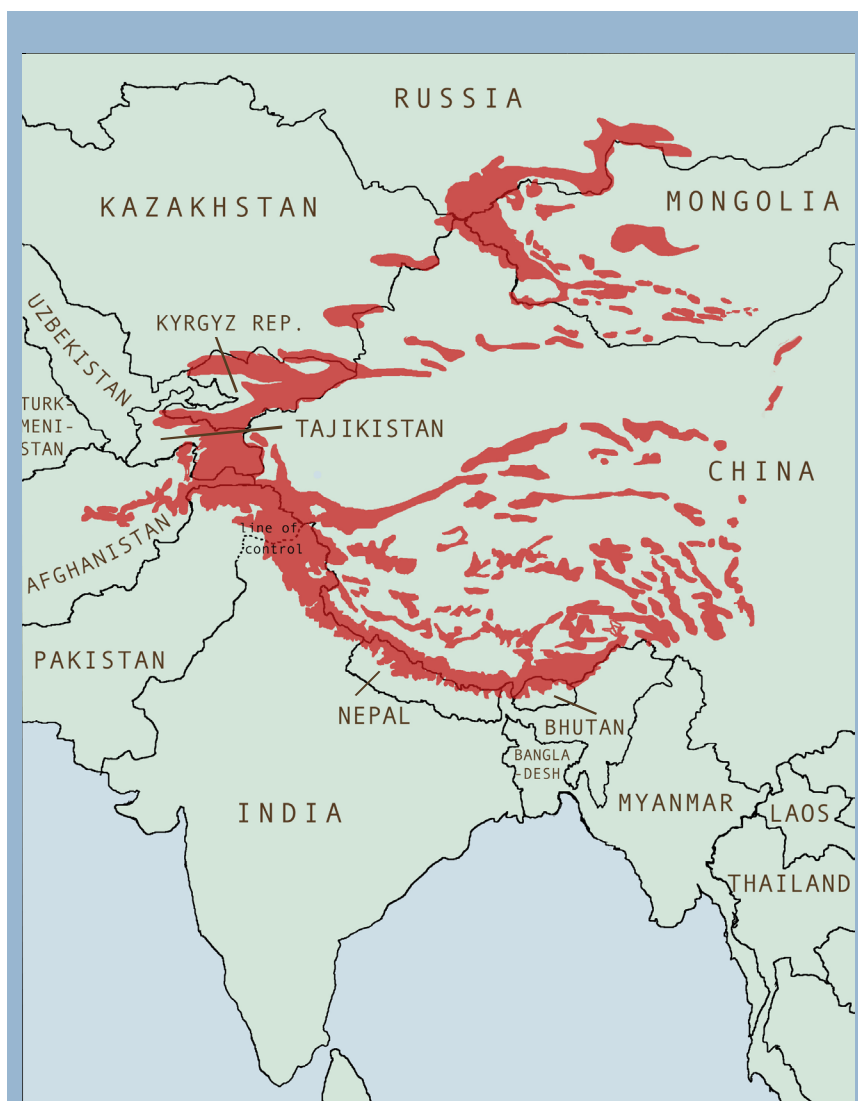 RUSSIA
KAZAKHSTAN
MONGOLIA
UZBEKISTAN
KYRGYZ REP.
TURK-
MENI-
STAN
TAJIKISTAN
CHINA
AFGHANISTAN
line of
control
PAKISTAN
NEPAL
BHUTAN
BANGLA
-DESH
INDIA
MYANMAR
LAOS
THAILAND